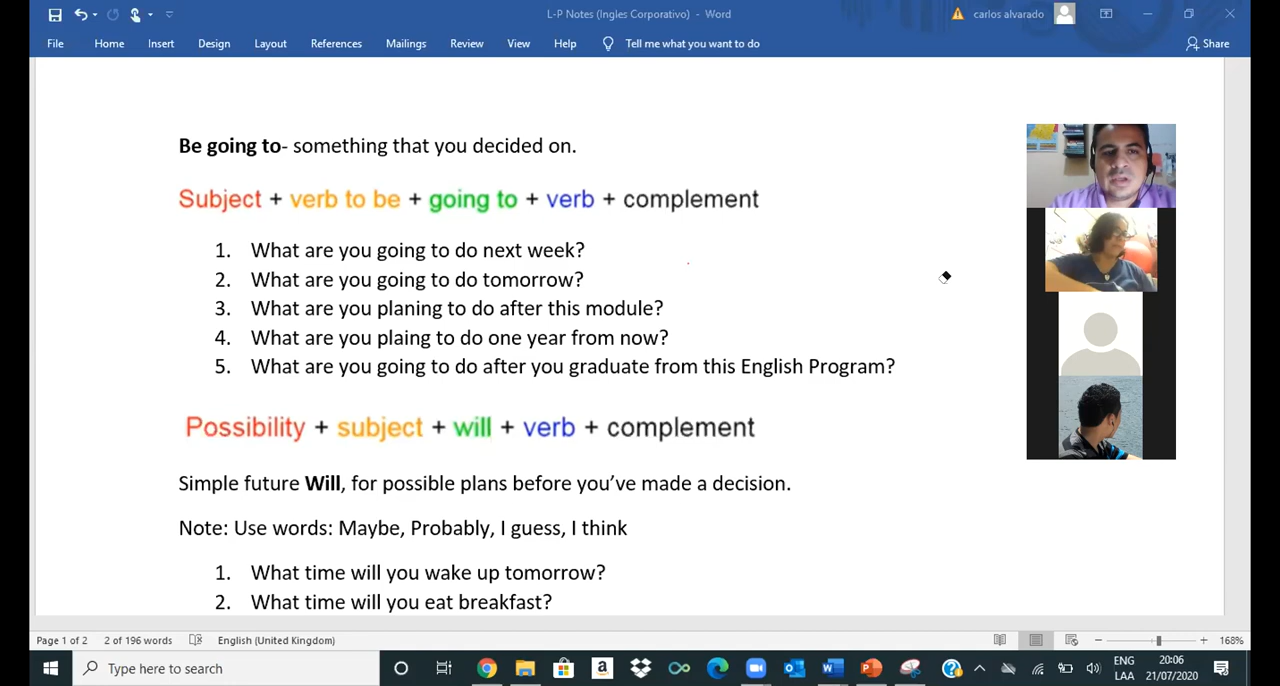 L-P Notes (Ingles Corporativo) - Word
carlos alvarado
File Home Insert Design Layout References Mailings Review View Help Tell me what you want to do Share
Be going to- something that you decided on.
Subject + verb to be + going to + verb + complement
1. What are you going to do next week?
2. What are you going to do tomorrow?
3. What are you planing to do after this module?
4. What are you plaing to do one year from now?
5. What are you going to do after you graduate from this English Program?
Possibility + subject + will + verb + complement
Simple future Will, for possible plans before you’ve made a decision.
Note: Use words: Maybe, Probably, I guess, I think
1. What time will you wake up tomorrow?
2. What time will you eat breakfast?
Page 1 of 2 2 of 196 words English (United Kingdom) 168%
Type here to search ENG 20:06
LAA 21/07/2020